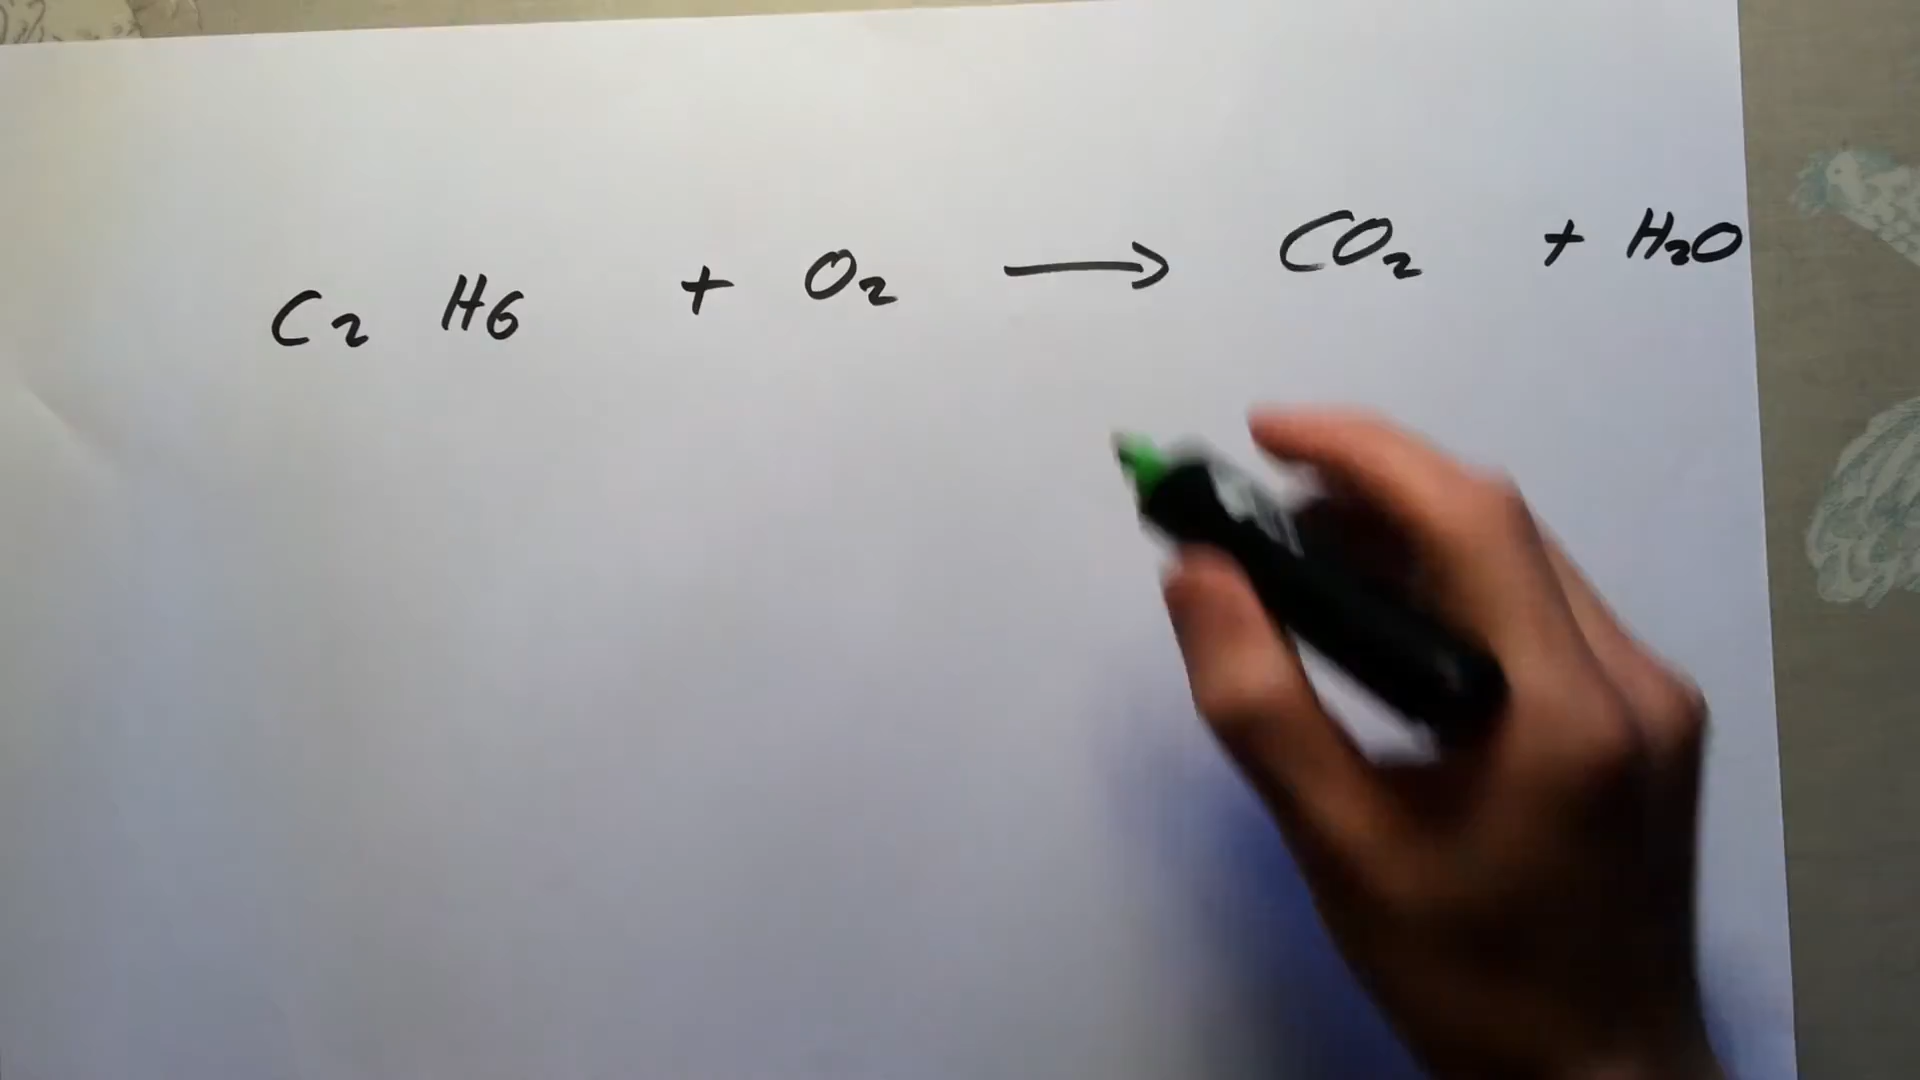 C2 H6 + O2 → CO2 + H2O